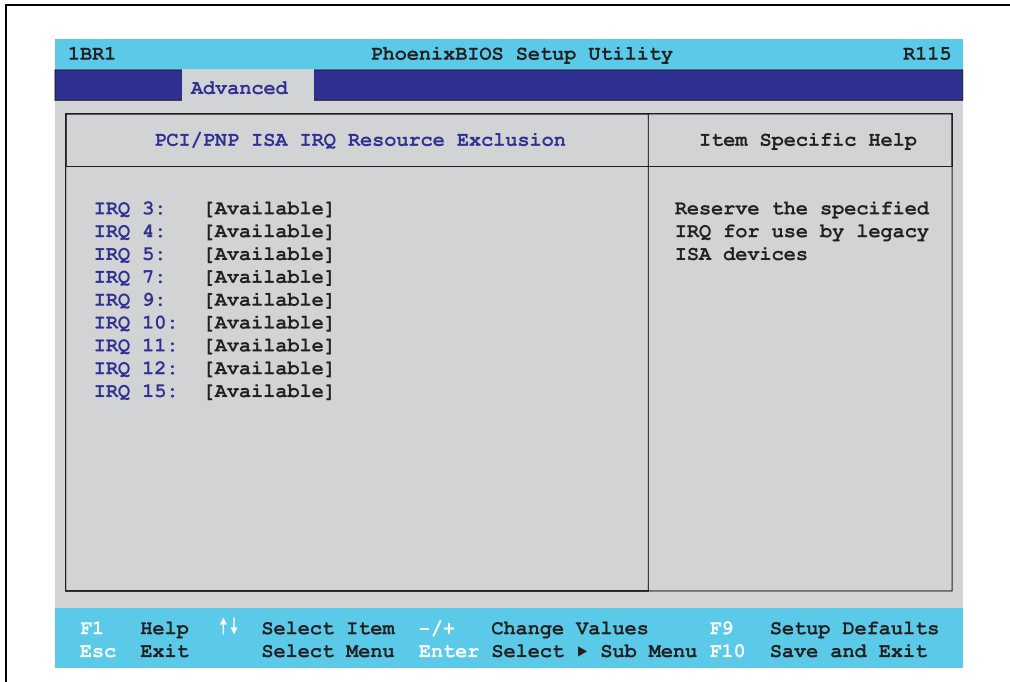 1BR1 PhoenixBIOS Setup Utility R115
Advanced
PCI/PNP ISA IRQ Resource Exclusion
Item Specific Help
IRQ 3: [Available]
IRQ 4: [Available]
IRQ 5: [Available]
IRQ 7: [Available]
IRQ 9: [Available]
IRQ 10: [Available]
IRQ 11: [Available]
IRQ 12: [Available]
IRQ 15: [Available]
Reserve the specified
IRQ for use by legacy
ISA devices
F1 Help ↑↓ Select Item -/+ Change Values F9 Setup Defaults
Esc Exit Select Menu Enter Select ▶ Sub Menu F10 Save and Exit